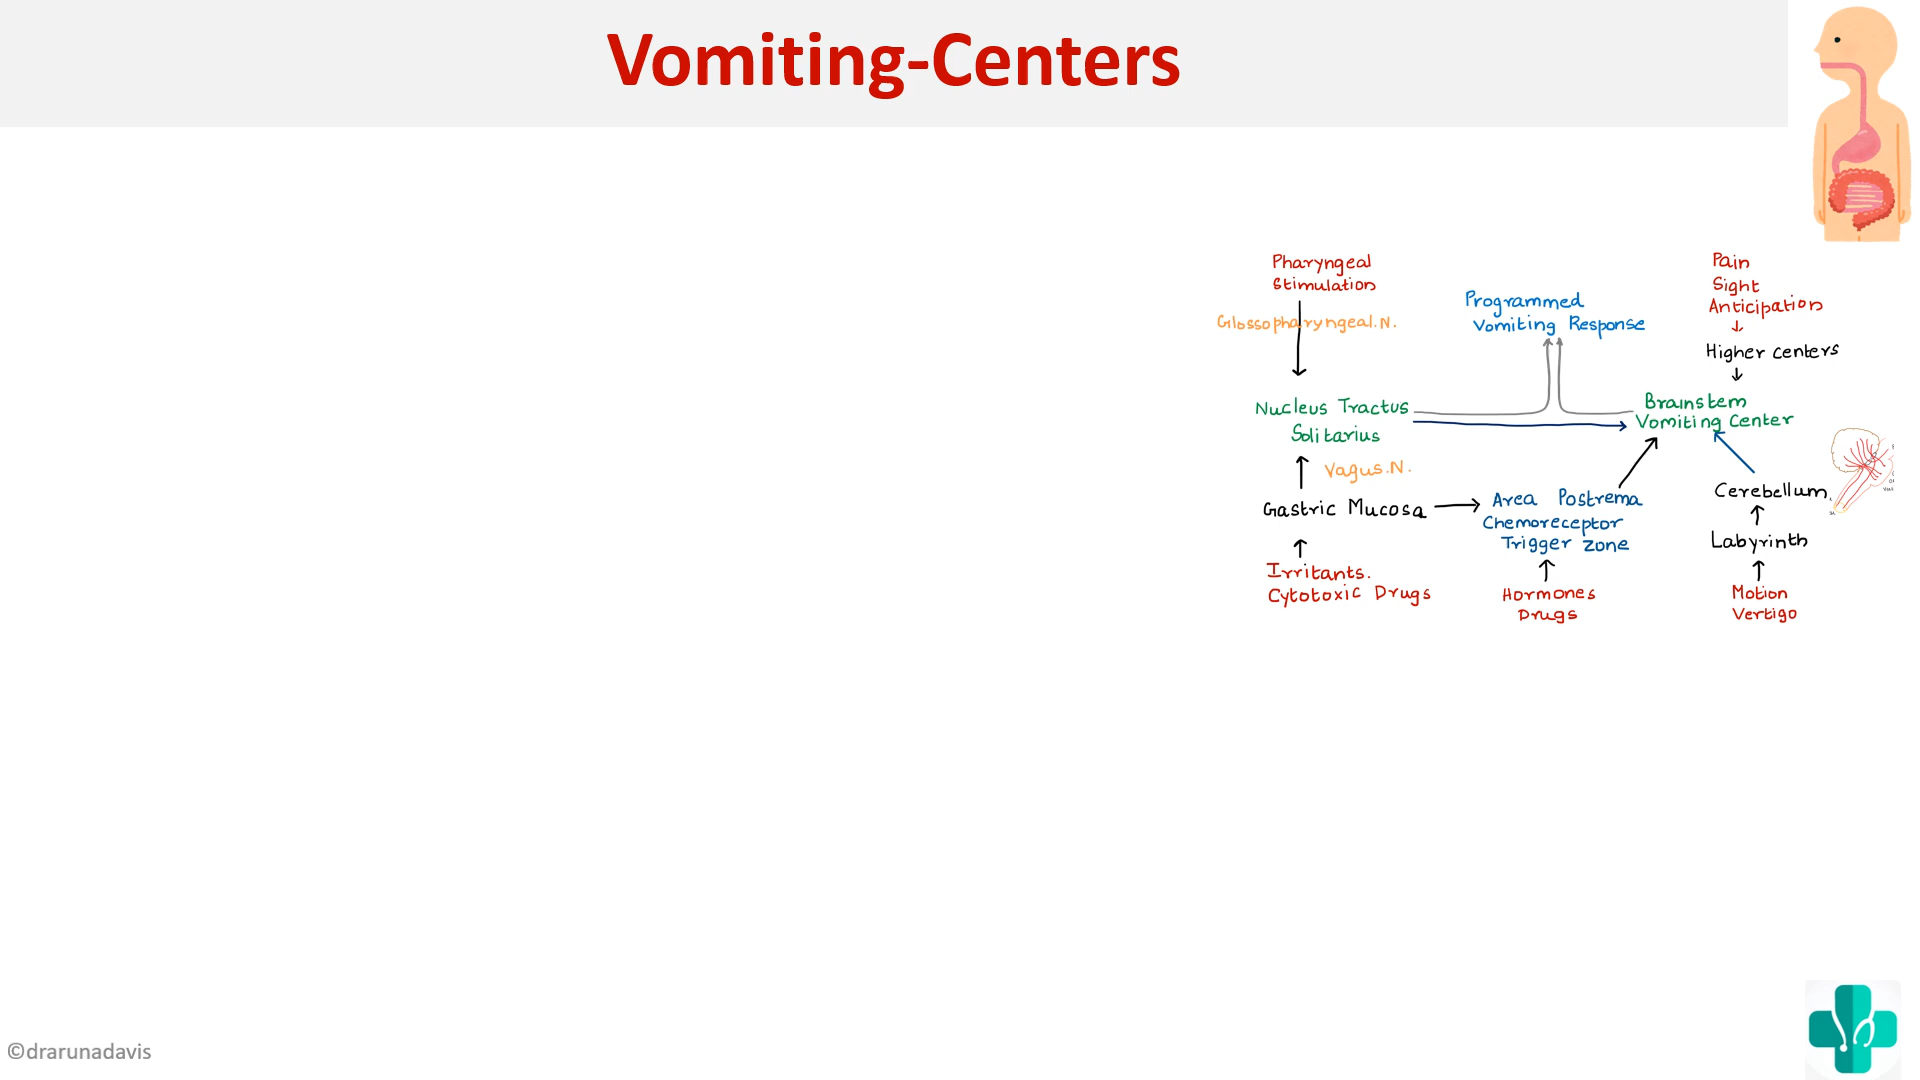 Vomiting-Centers
Pharyngeal
Stimulation
Glossopharyngeal.N.
Nucleus Tractus
Solitarius
Vagus.N.
Gastric Mucosa
Irritants.
Cytotoxic Drugs
Programmed
Vomiting Response
Area Postrema
Chemoreceptor
Trigger Zone
Hormones
Drugs
Pain
Sight
Anticipation
Higher centers
Brainstem
Vomiting Center
Cerebellum
Labyrinth
Motion
Vertigo
©drarunadavis